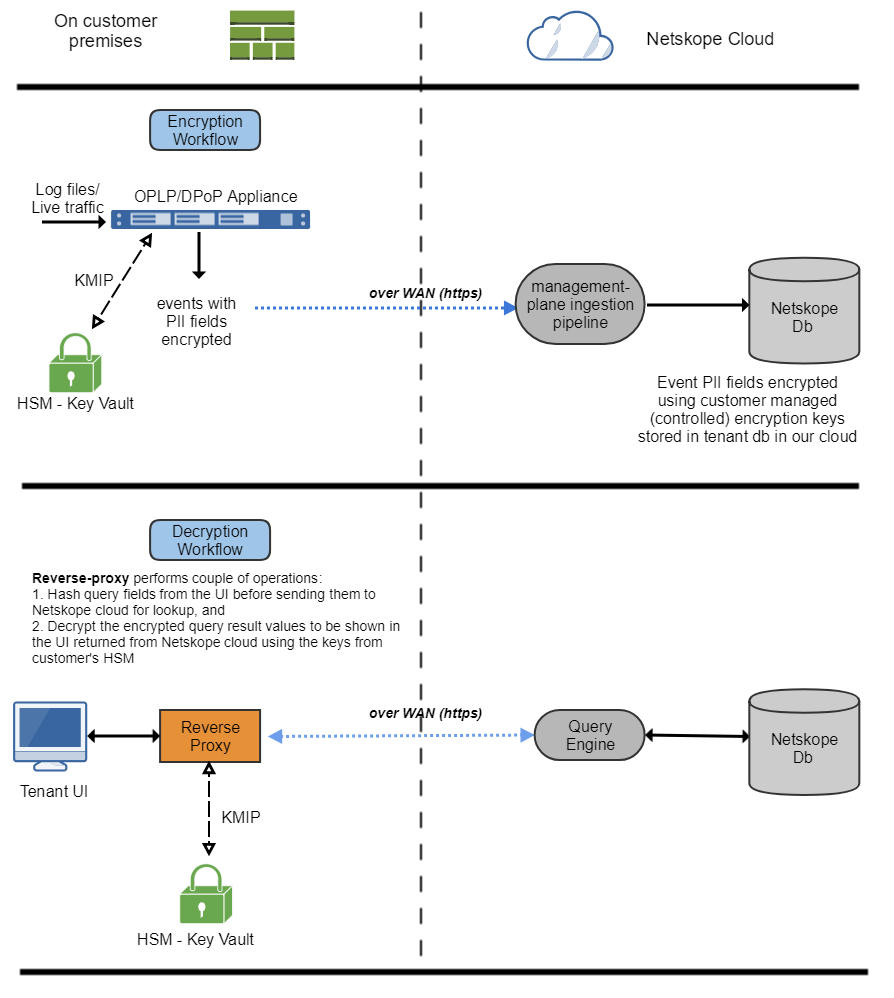 On customer
premises
Netskope Cloud
Encryption
Workflow
Log files/
Live traffic
OPLP/DPoP Appliance
KMIP
events with
PII fields
encrypted
HSM - Key Vault
over WAN (https)
management-
plane ingestion
pipeline
Netskope
Db
Event PII fields encrypted
using customer managed
(controlled) encryption keys
stored in tenant db in our cloud
Decryption
Workflow
Reverse-proxy performs couple of operations:
1. Hash query fields from the UI before sending them to
Netskope cloud for lookup, and
2. Decrypt the encrypted query result values to be shown in
the UI returned from Netskope cloud using the keys from
customer's HSM
Tenant UI
Reverse
Proxy
over WAN (https)
Query
Engine
Netskope
Db
KMIP
HSM - Key Vault